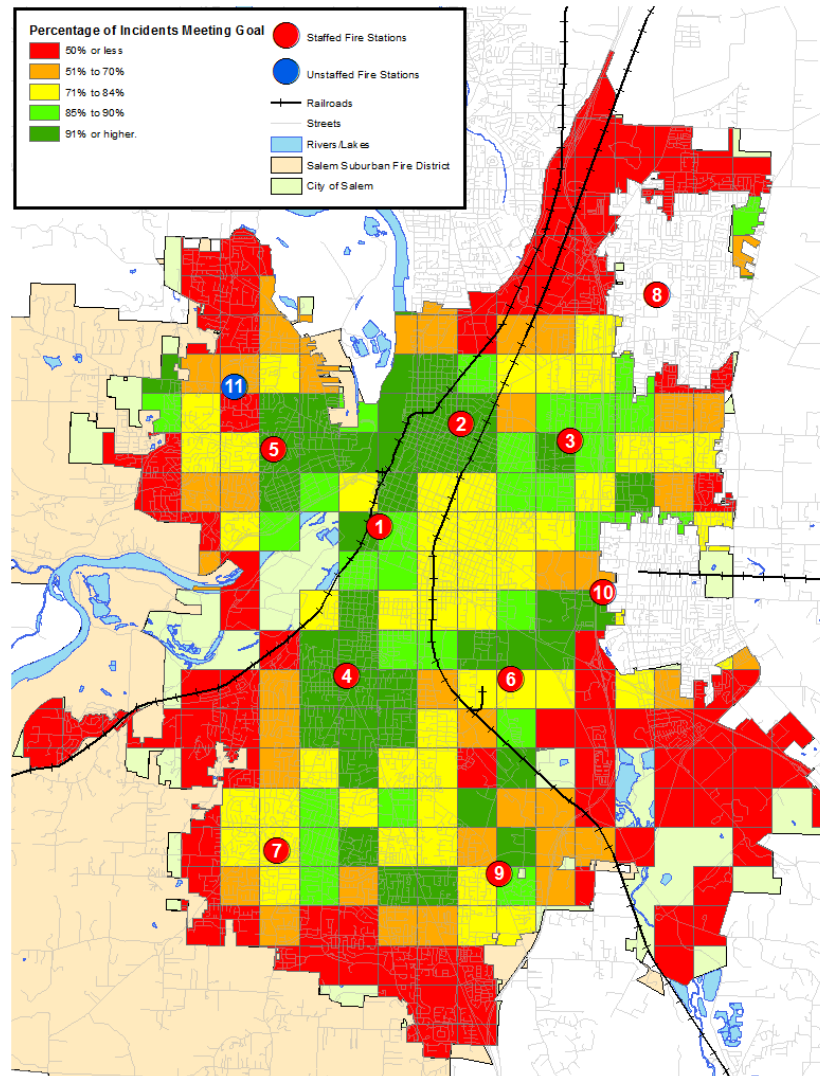 Percentage of Incidents Meeting Goal
50% or less
51% to 70%
71% to 84%
85% to 90%
91% or higher.
Staffed Fire Stations
Unstaffed Fire Stations
Railroads
Streets
Rivers/Lakes
Salem Suburban Fire District
City of Salem
8
11
2
3
5
1
10
4
6
7
9